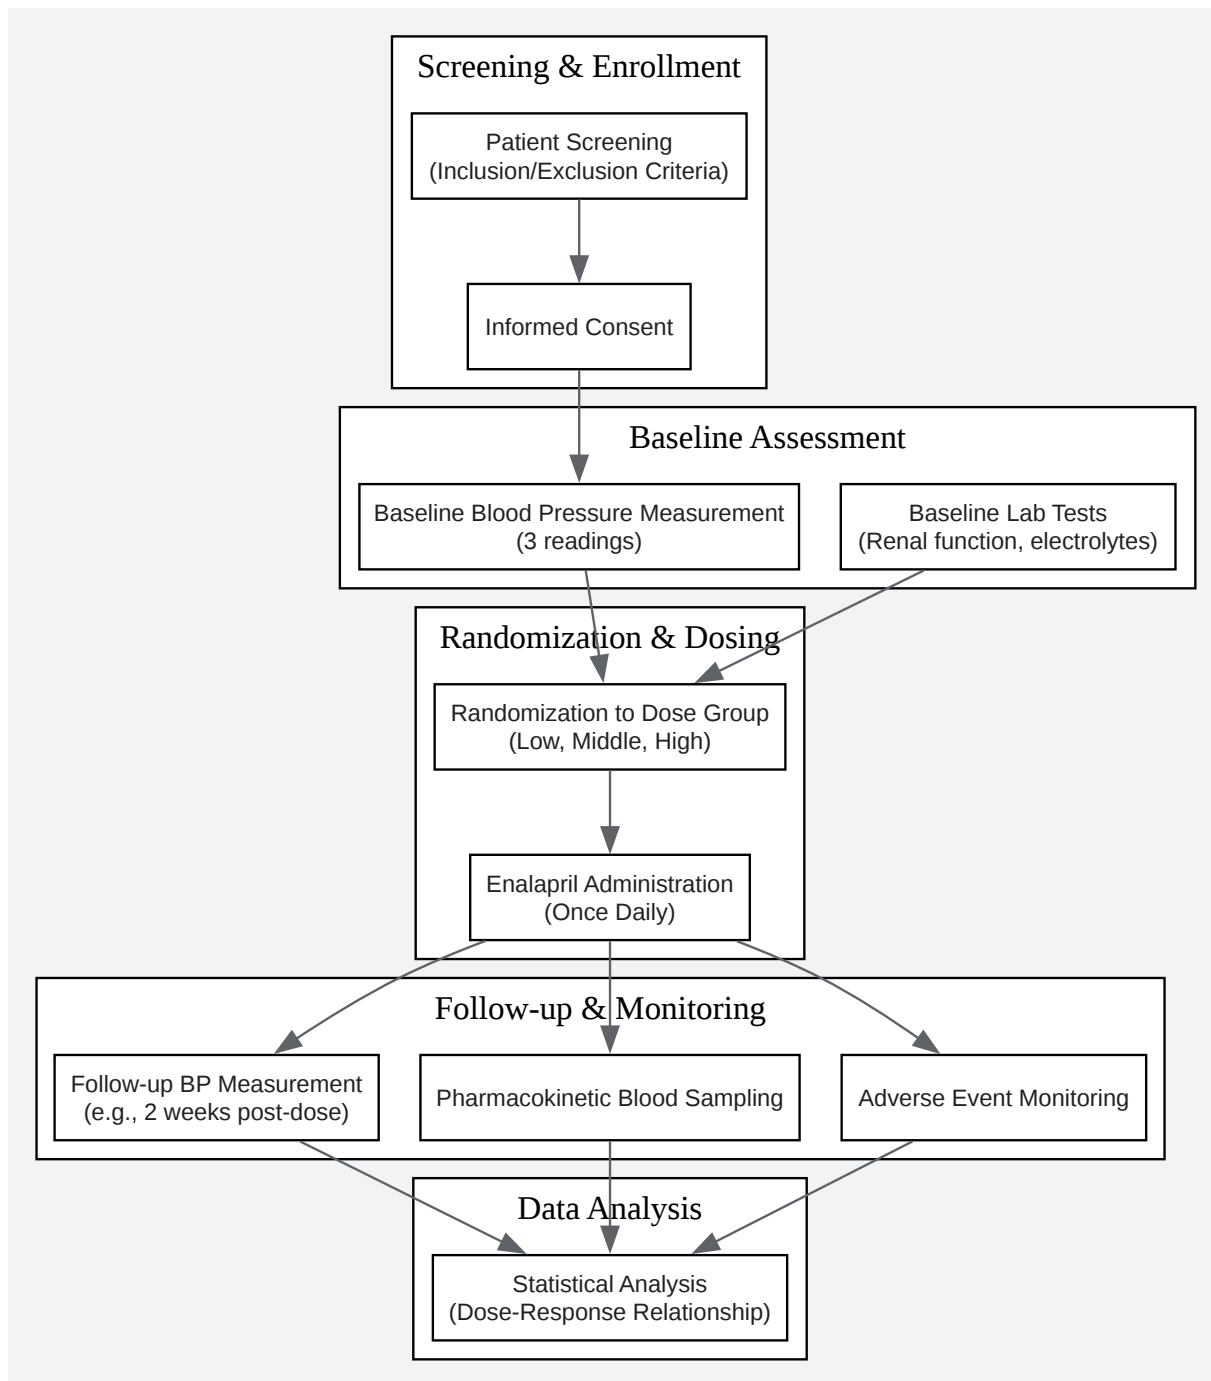 Screening & Enrollment
Patient Screening
(Inclusion/Exclusion Criteria)
Informed Consent
Baseline Assessment
Baseline Blood Pressure Measurement
(3 readings)
Baseline Lab Tests
(Renal function, electrolytes)
Randomization & Dosing
Randomization to Dose Group
(Low, Middle, High)
Enalapril Administration
(Once Daily)
Follow-up & Monitoring
Follow-up BP Measurement
(e.g., 2 weeks post-dose)
Pharmacokinetic Blood Sampling
Adverse Event Monitoring
Data Analysis
Statistical Analysis
(Dose-Response Relationship)